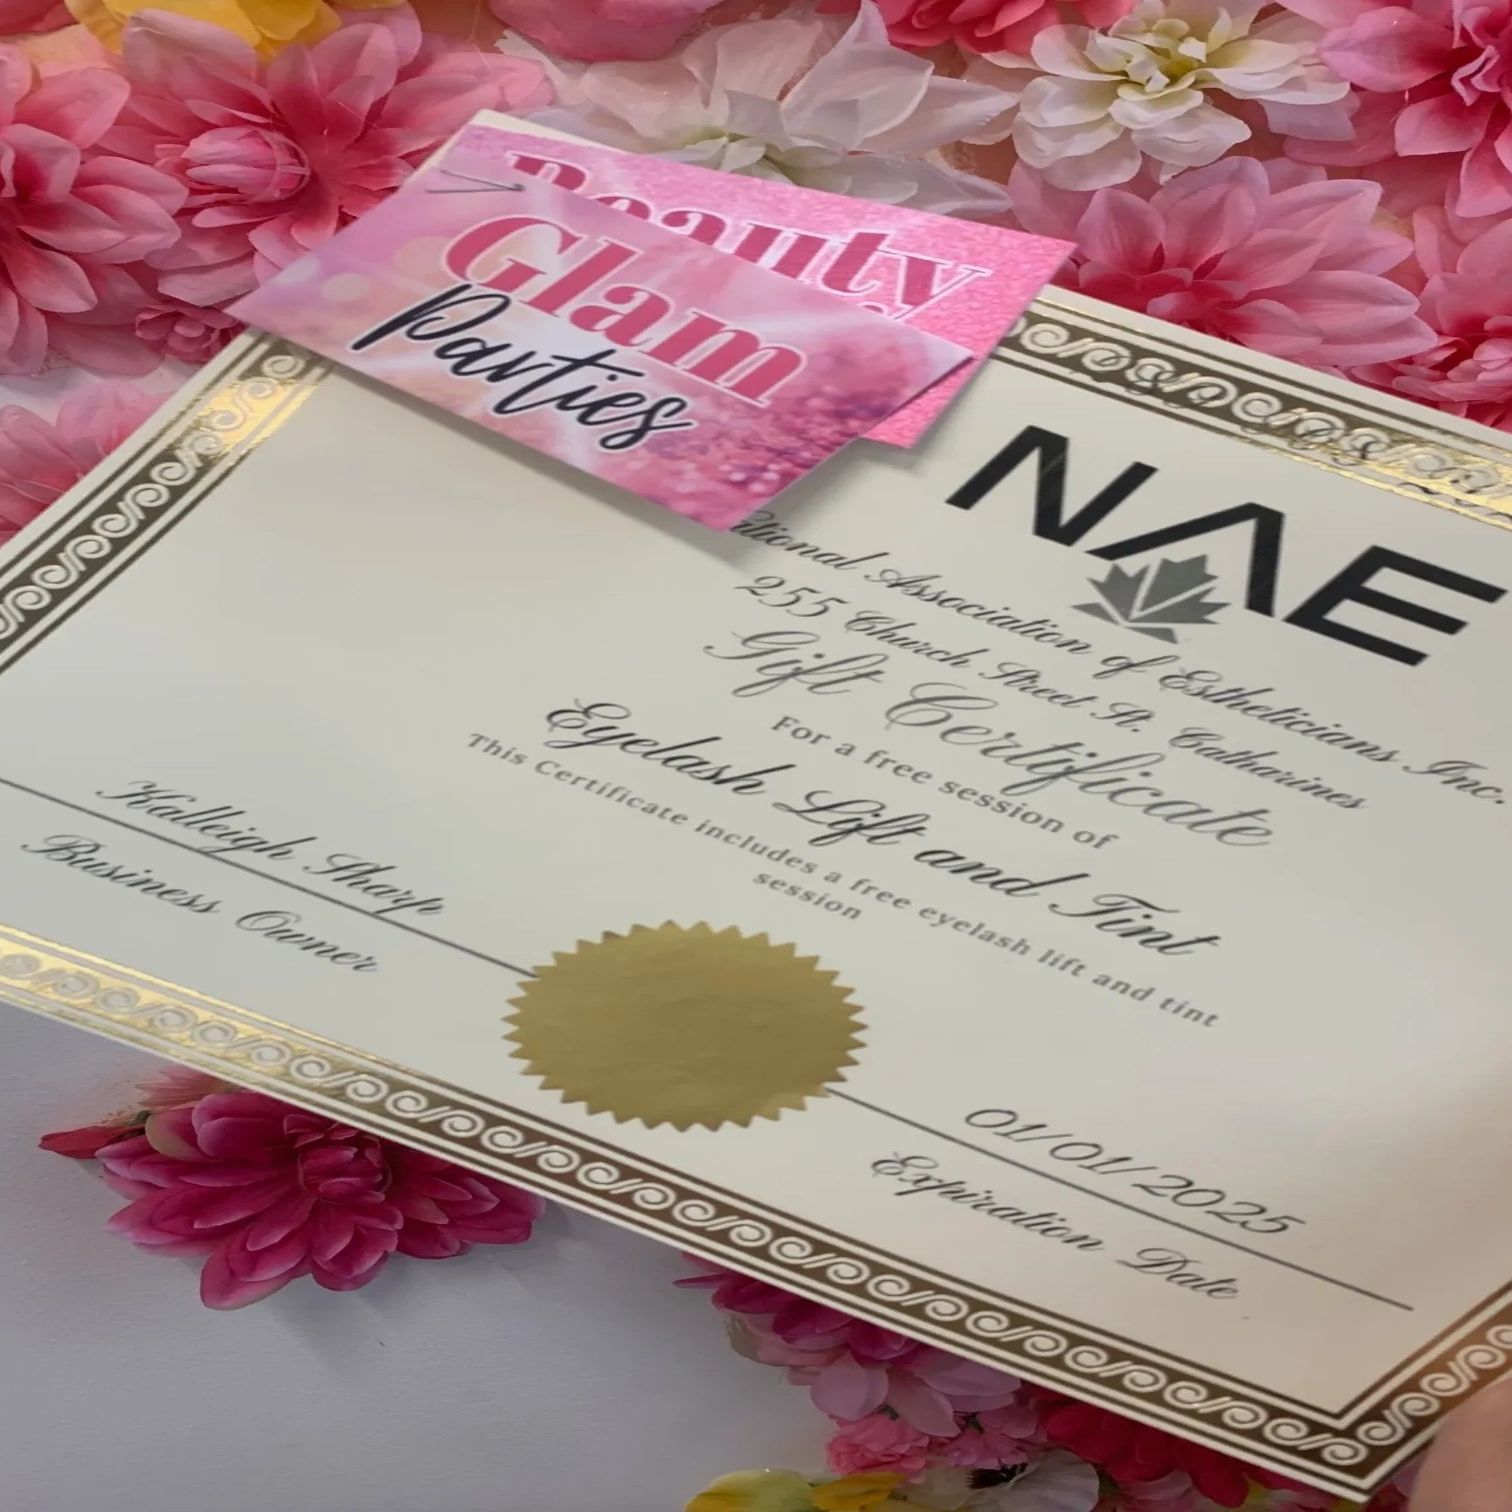 Beauty
Glam
Parties
NAE
Association of Estheticians Inc.
255 Church Street St. Catharines
Gift Certificate
For a free session of
Eyelash Lift and Tint
This Certificate includes a free eyelash lift and tint
session
Kalleigh Sharp
Business Owner
01/01/2025
Expiration Date